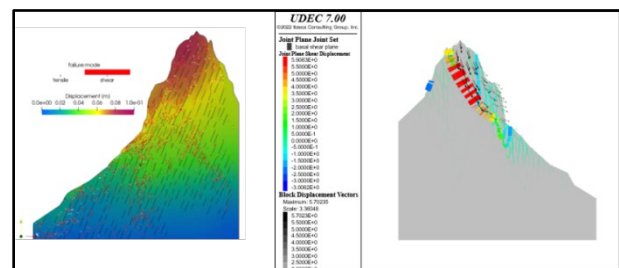 failure mode
tensile shear
Displacement (m)
0.0e+00 0.02 0.04 0.06 0.08 1.0e-01
UDEC 7.00
©2022 Itasca Consulting Group, Inc.
Joint Plane Joint Set
basal shear plane
Joint Plane Shear Displacement
5.0000E+0
5.0000E+0
4.5000E+0
4.0000E+0
3.5000E+0
3.0000E+0
2.5000E+0
2.0000E+0
1.5000E+0
1.0000E+0
5.0000E-1
0.0000E+0
-5.0000E-1
-1.0000E+0
-1.5000E+0
-2.0000E+0
-2.5000E+0
-3.0000E+0
Block Displacement Vectors
Maximum: 5.70235
Scale: 3.36046
5.7023E+0
5.5000E+0
5.0000E+0
4.5000E+0
4.0000E+0
3.5000E+0
3.0000E+0
2.5000E+0